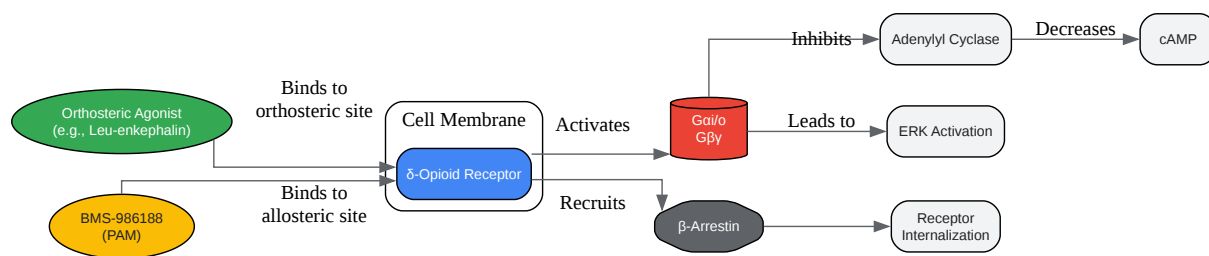 Inhibits
Adenylyl Cyclase
Decreases
cAMP
Binds to
orthosteric site
Orthosteric Agonist
(e.g., Leu-enkephalin)
Cell Membrane
Activates
Gαi/o
Gβγ
Leads to
ERK Activation
δ-Opioid Receptor
Binds to
allosteric site
BMS-986188
(PAM)
Recruits
β-Arrestin
Receptor
Internalization